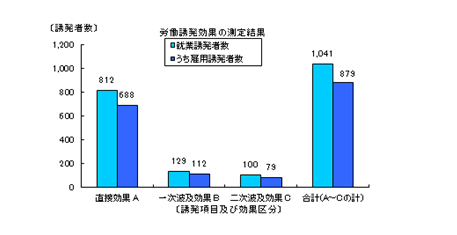 〔誘発者数〕
労働誘発効果の測定結果
就業誘発者数
うち雇用誘発者数
1,200
1,000
800
600
400
200
0
812
688
129
112
100
79
1,041
879
直接効果A
一次波及効果B
二次波及効果C
合計(A～Cの計)
〔誘発項目及び効果区分〕